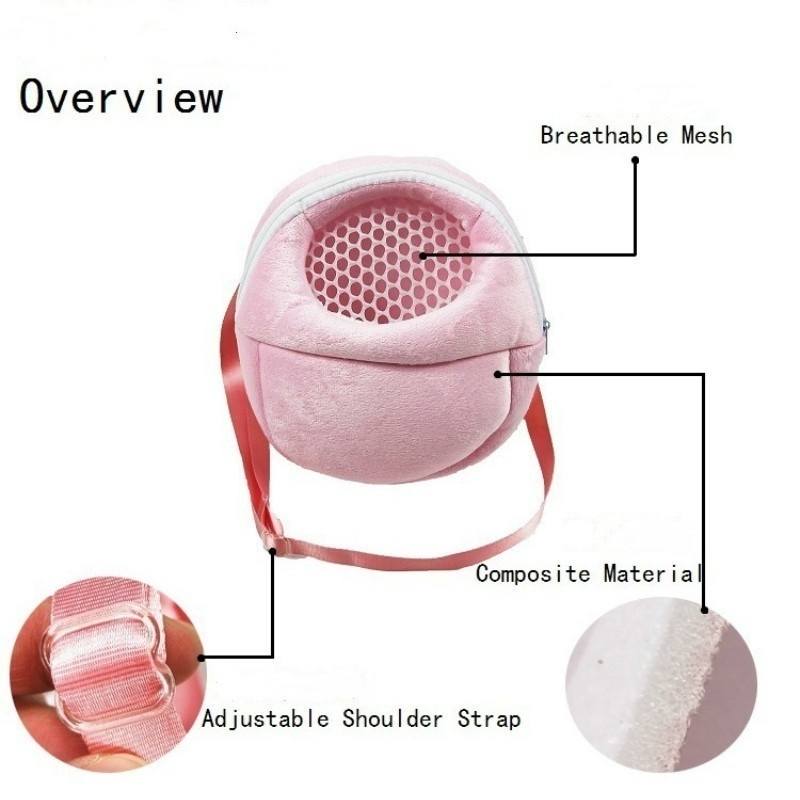 Overview
Breathable Mesh
Composite Material
Adjustable Shoulder Strap